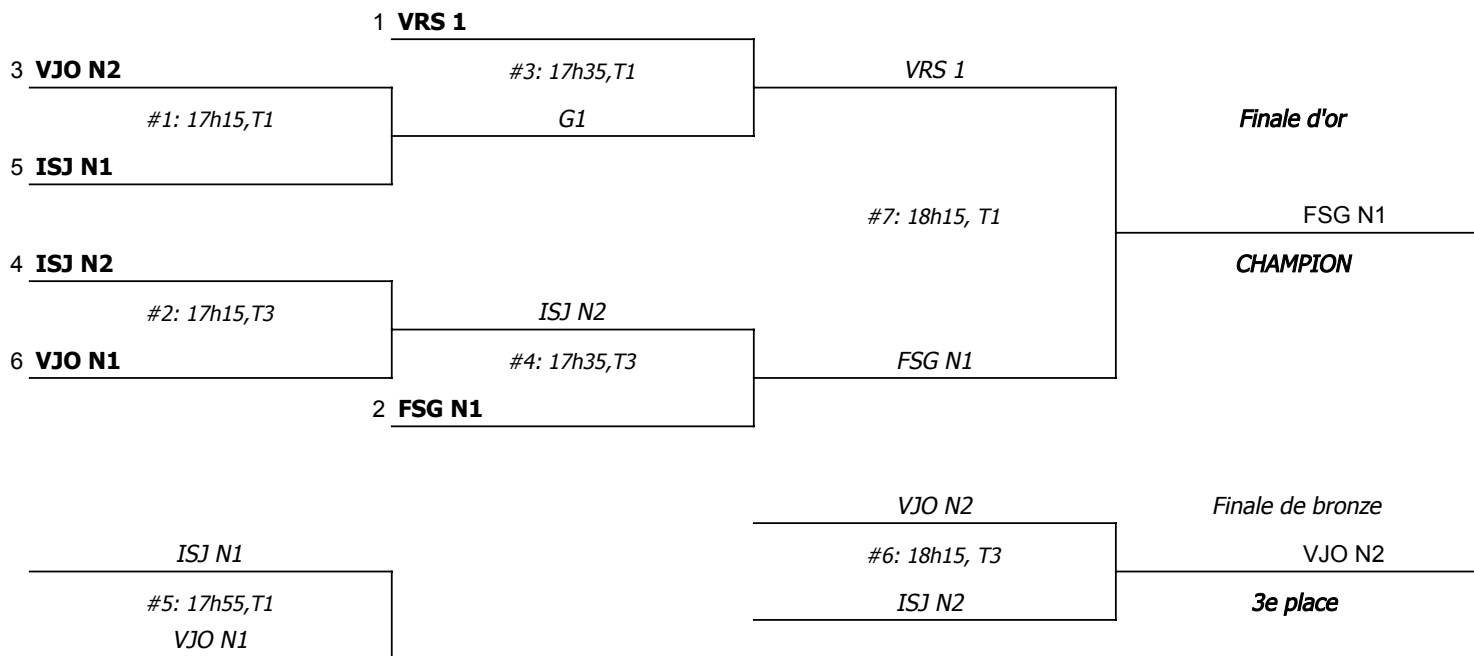 1 VRS 1
3 VJO N2
#3: 17h35,T1
VRS 1
#1: 17h15,T1
G1
Finale d'or
5 ISJ N1
#7: 18h15, T1
FSG N1
4 ISJ N2
CHAMPION
#2: 17h15,T3
ISJ N2
6 VJO N1
#4: 17h35,T3
FSG N1
2 FSG N1
VJO N2
Finale de bronze
ISJ N1
#6: 18h15, T3
VJO N2
#5: 17h55,T1
ISJ N2
3e place
VJO N1